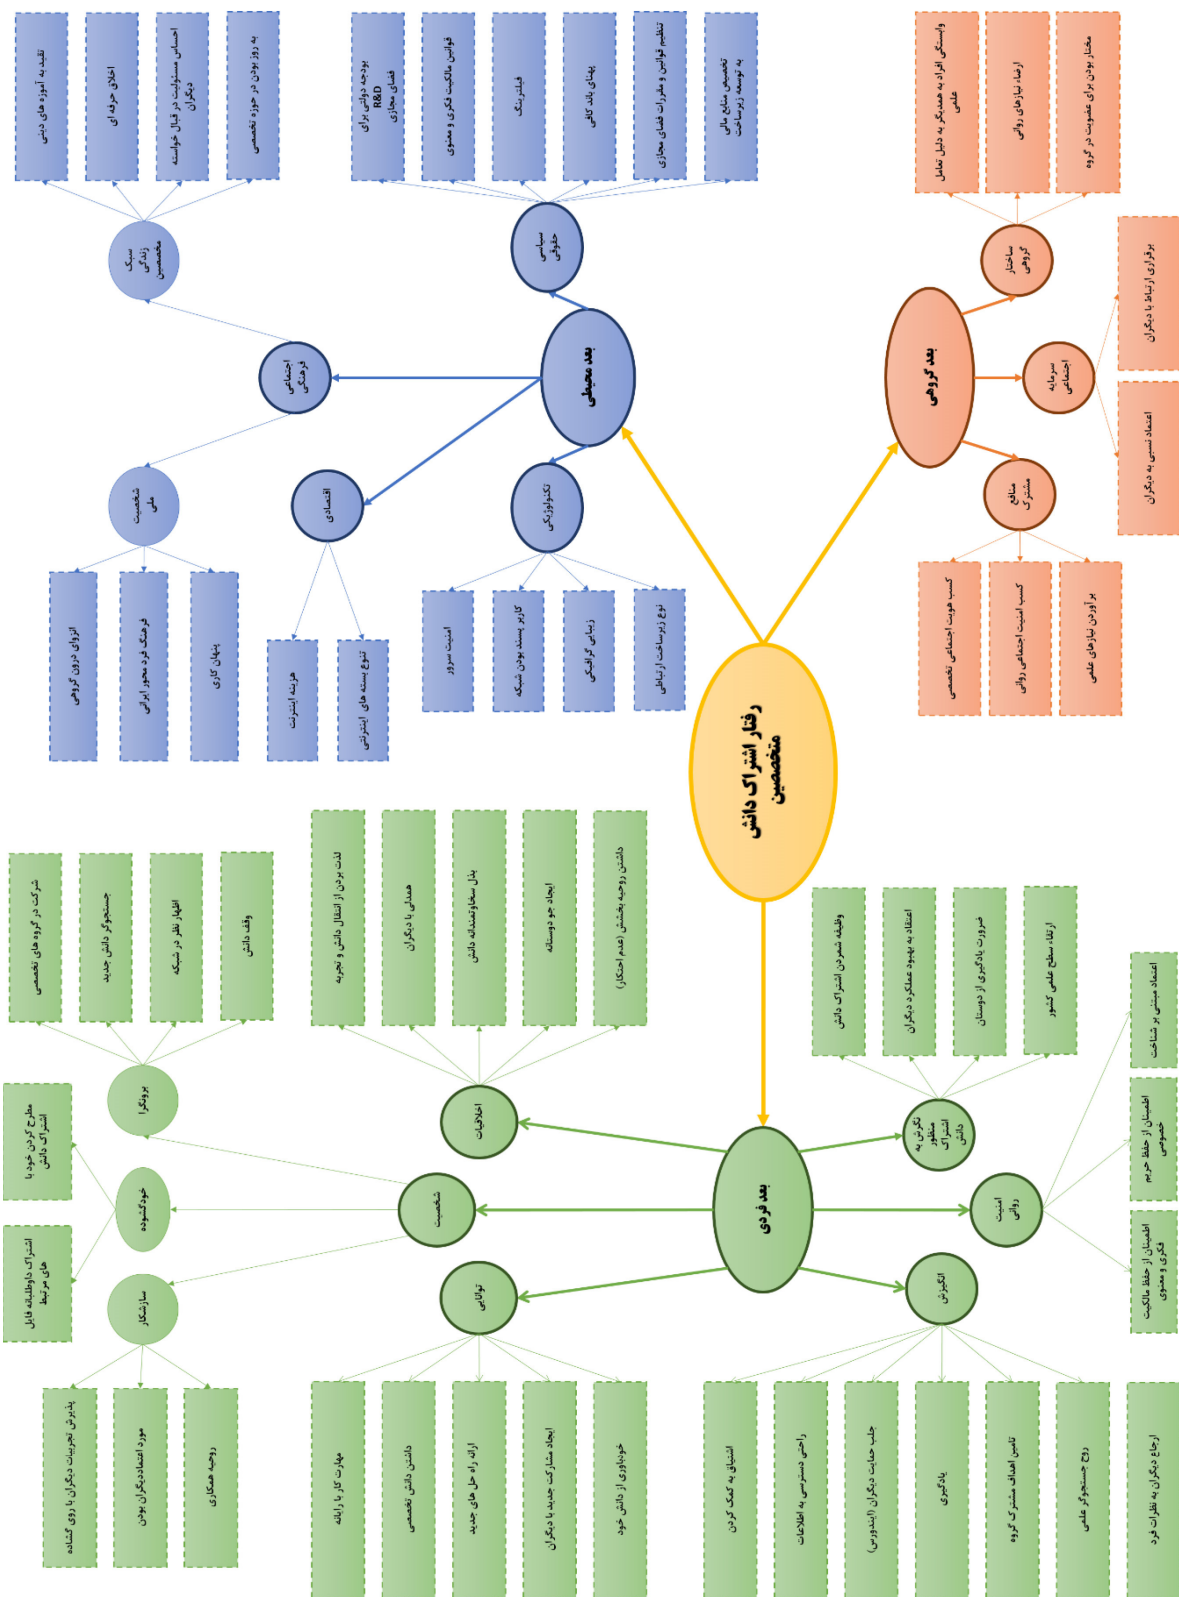 رفتار اشتراک دانش
متخصصین
بعد محیطی
سیاسی
حقوقی
بودجه دولتی برای
R&D
فضای مجازی
قوانین مالکیت فکری و معنوی
فیلترینگ
پهنای باند کافی
تنظیم قوانین و مقررات فضای مجازی
تخصیص منابع مالی
به توسعه زیرساخت
فرهنگی
اجتماعی
سبک
زندگی
مخصصین
تقید به آموزه های دینی
اخلاق حرفه ای
احساس مسئولیت در قبال خواسته
دیگران
به روز بودن در حوزه تخصصی
شخصیت
ملی
انزوای درون گروهی
فرهنگ فرد محور ایرانی
پنهان کاری
اقتصادی
هزینه اینترنت
تنوع بسته های اینترنتی
تکنولوژیکی
امنیت سرور
کاربر پسند بودن شبکه
زیبایی گرافیکی
نوع زیرساخت ارتباطی
بعد گروهی
ساختار
گروهی
وابستگی افراد به همدیگر به دلیل تعامل
علمی
ارضاء نیازهای روانی
مختار بودن برای عضویت در گروه
سرمایه
اجتماعی
برقراری ارتباط با دیگران
اعتماد نسبی به دیگران
منافع
مشترک
کسب هویت اجتماعی تخصصی
کسب امنیت اجتماعی روانی
بر آوردن نیازهای علمی
بعد فردی
اخلاقیات
لذت بردن از انتقال دانش و تجربه
همدلی با دیگران
بذل سخاوتمندانه دانش
ایجاد جو دوستانه
داشتن روحیه بخشش (عدم احتکار)
شخصیت
برونگرا
شرکت در گروه های تخصصی
جستجوگر دانش جدید
اظهار نظر در شبکه
وقف دانش
خودگشوده
مطرح کردن خود با
اشتراک دانش
اشتراک داوطلبانه فایل
های مرتبط
سازشکار
پذیرش تجربیات دیگران با روی گشاده
مورد اعتماددیگران بودن
روحیه همکاری
توانایی
مهارت کار با رایانه
داشتن دانش تخصصی
ارائه راه حل های جدید
ایجاد مشارکت جدید با دیگران
خودباوری از دانش خود
نگرش به
منظور
اشتراک
دانش
وظیفه شمردن اشتراک دانش
اعتقاد به بهبود عملکرد دیگران
ضرورت یادگیری از دوستان
ارتقاء سطح علمی کشور
امنیت
روانی
اعتماد مبتنی بر شناخت
اطمینان از حفظ حریم
خصوصی
اطمینان از حفظ مالکیت
فکری و معنوی
انگیزش
اشتیاق به کمک کردن
راحتی دسترسی به اطلاعات
جلب حمایت دیگران (ایندورس)
یادگیری
تامین اهداف مشترک گروه
روح جستجوگر علمی
ارجاع دیگران به نظرات فرد